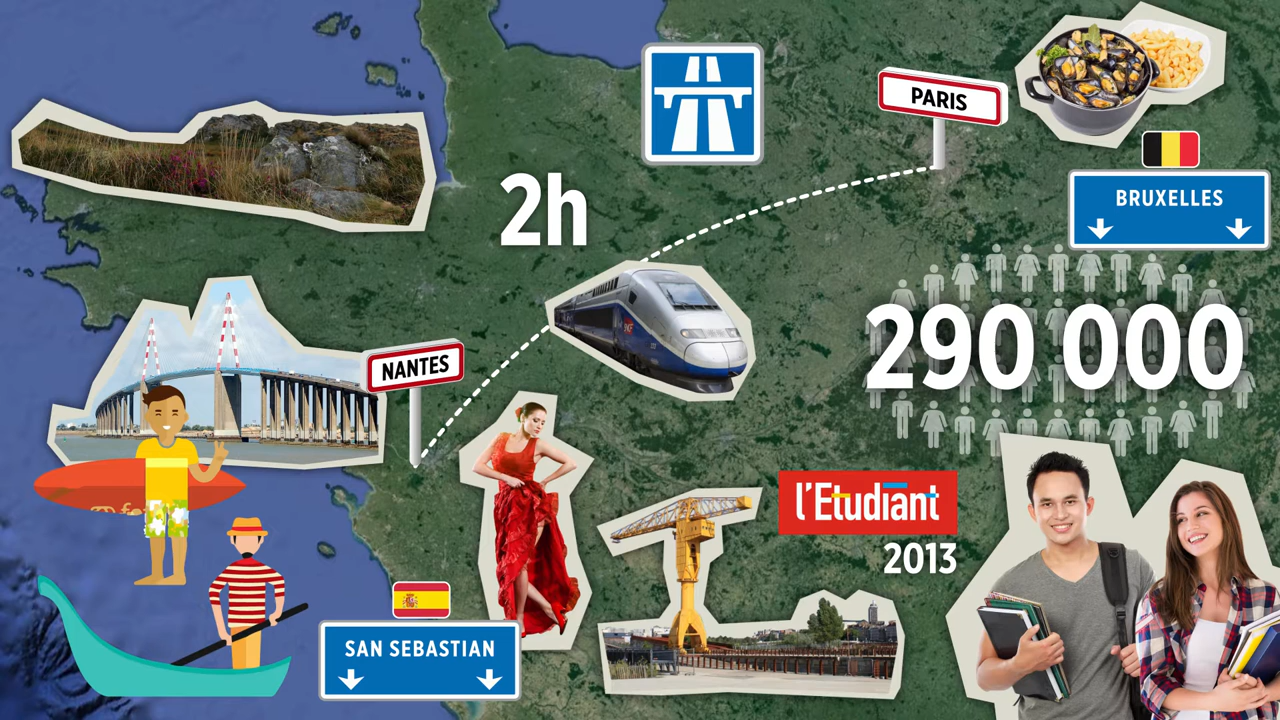 PARIS
BRUXELLES
2h
290 000
NANTES
l'Etudiant
2013
SAN SEBASTIAN